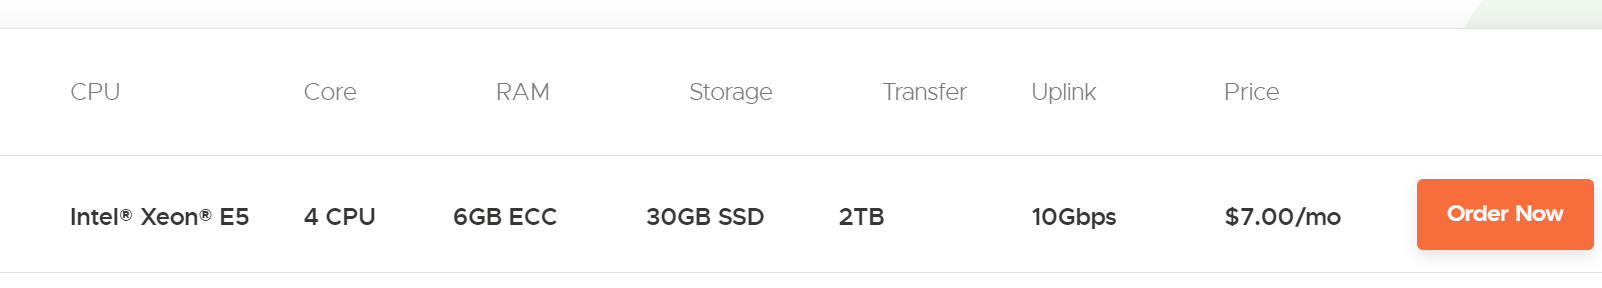 CPU Core RAM Storage Transfer Uplink Price
Intel® Xeon® E5 4 CPU 6GB ECC 30GB SSD 2TB 10Gbps $7.00/mo Order Now